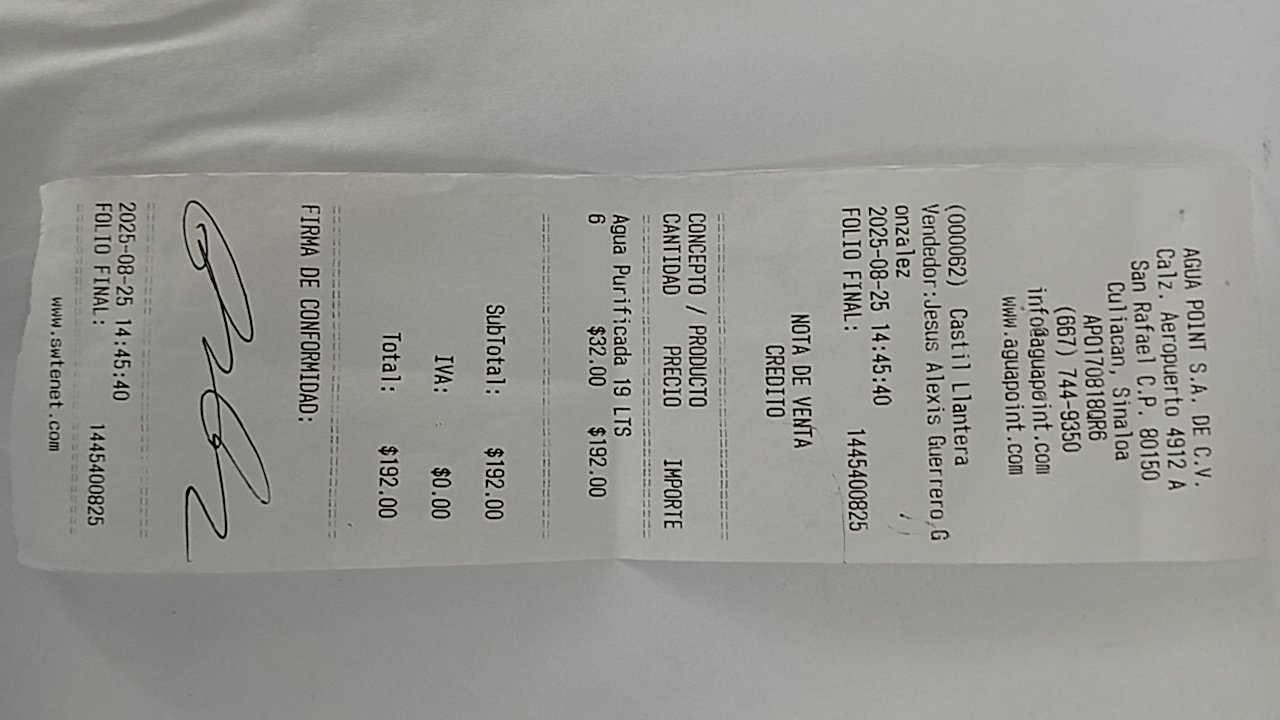 AGUA POINT S.A. DE C.V.
Calz. Aeropuerto 4912 A
San Rafael C.P. 80150
Culiacan, Sinaloa
APO170818QR6
(667) 744-9350
info@aguapoint.com
www.aguapoint.com
(000062) Castil Llantera
Vendedor:Jesus Alexis Guerrero G
onzalez
2025-08-25 14:45:40
FOLIO FINAL: 1445400825
NOTA DE VENTA
CREDITO
CONCEPTO / PRODUCTO
CANTIDAD PRECIO IMPORTE
Agua Purificada 19 LTS
6 $32.00 $192.00
SubTotal: $192.00
IVA: $0.00
Total: $192.00
FIRMA DE CONFORMIDAD:
2025-08-25 14:45:40
FOLIO FINAL: 1445400825
www.swtenet.com